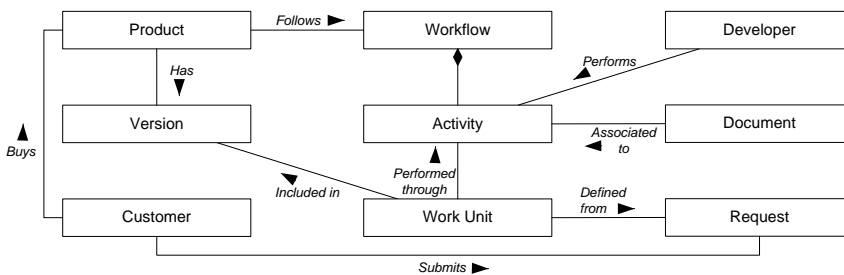 Product
Follows
Workflow
Developer
Has
Performs
Version
Activity
Document
Buys
Associated
to
Performed
through
Included in
Defined
from
Customer
Work Unit
Request
Submits